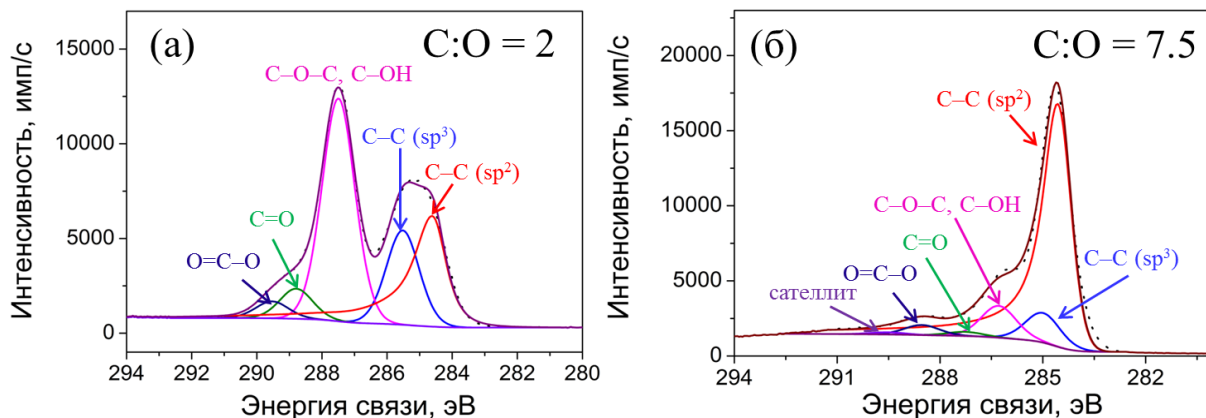 (а)
C:O = 2
C–O–C, C–OH
C–C (sp³)
C–C (sp²)
C=O
O=C–O
15000
10000
5000
0
294 292 290 288 286 284 282 280
Энергия связи, эВ
Интенсивность, имп/с
(б)
C:O = 7.5
C–C (sp²)
C–O–C, C–OH
C=O
O=C–O
C–C (sp³)
сателлит
20000
15000
10000
5000
0
294 291 288 285 282
Энергия связи, эВ
Интенсивность, имп/с